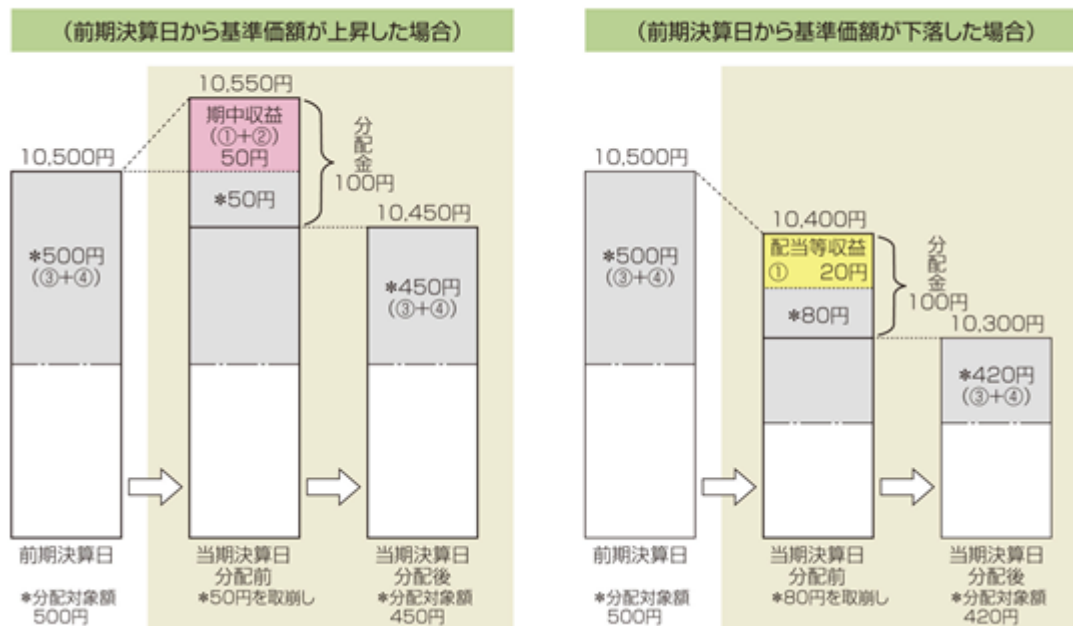 (前期決算日から基準価額が上昇した場合)
10,550円
期中収益
(①+②)
50円
分配金
100円
10,500円
*50円
10,450円
*500円
(③+④)
*450円
(③+④)
前期決算日
当期決算日
分配前
当期決算日
分配後
*分配対象額
500円
*50円を取崩し
*分配対象額
450円
(前期決算日から基準価額が下落した場合)
10,500円
10,400円
配当等収益
① 20円
分配金
100円
*500円
(③+④)
*80円
10,300円
*420円
(③+④)
前期決算日
当期決算日
分配前
当期決算日
分配後
*分配対象額
500円
*80円を取崩し
*分配対象額
420円